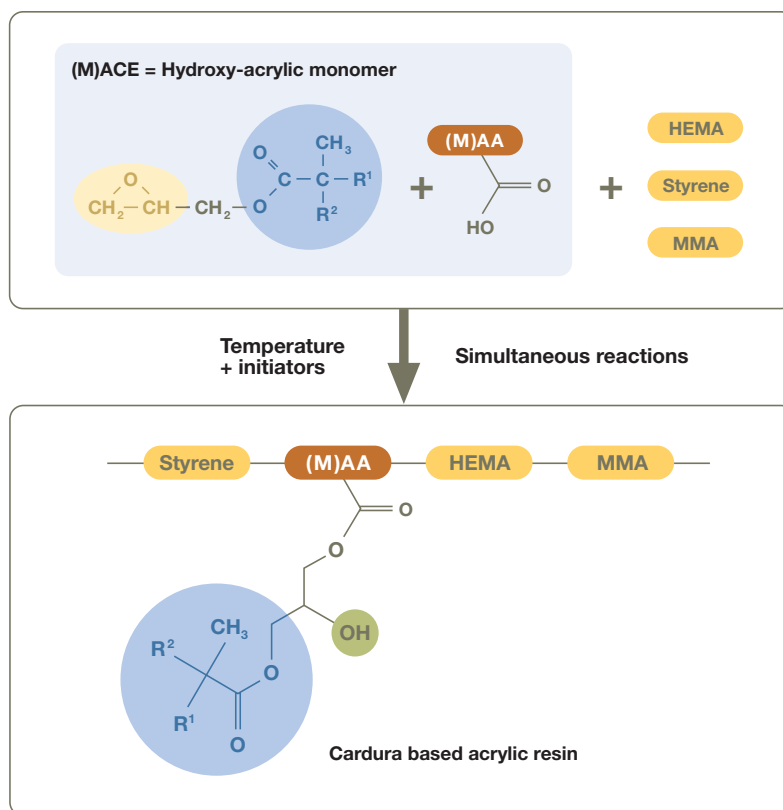 (M)ACE = Hydroxy-acrylic monomer
O
CH₂—CH—CH₂—O
O
C—C—R¹
CH₃
R²
+
(M)AA
O
HO
+
HEMA
Styrene
MMA
Temperature
+ initiators
Simultaneous reactions
Styrene
(M)AA
HEMA
MMA
O
O
OH
CH₃
R²
O
R¹
O
Cardura based acrylic resin